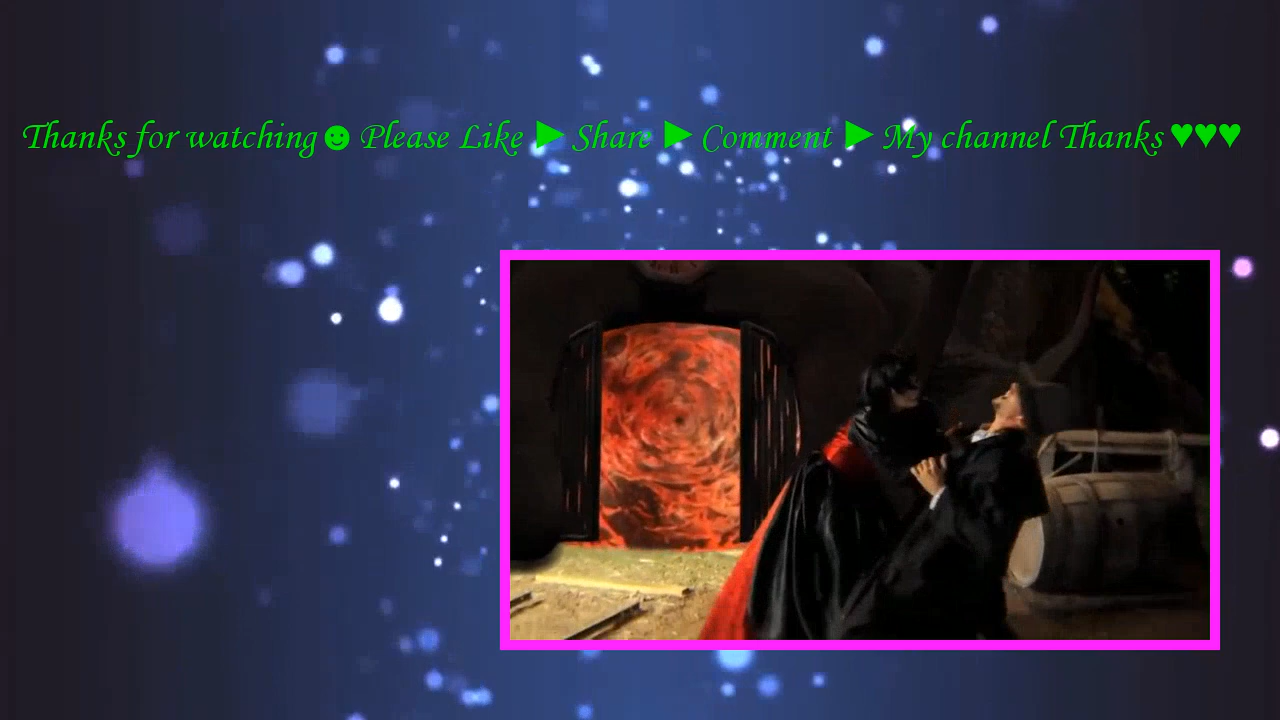 Thanks for watching☻Please Like ► Share ► Comment ► My channel Thanks ♥♥♥